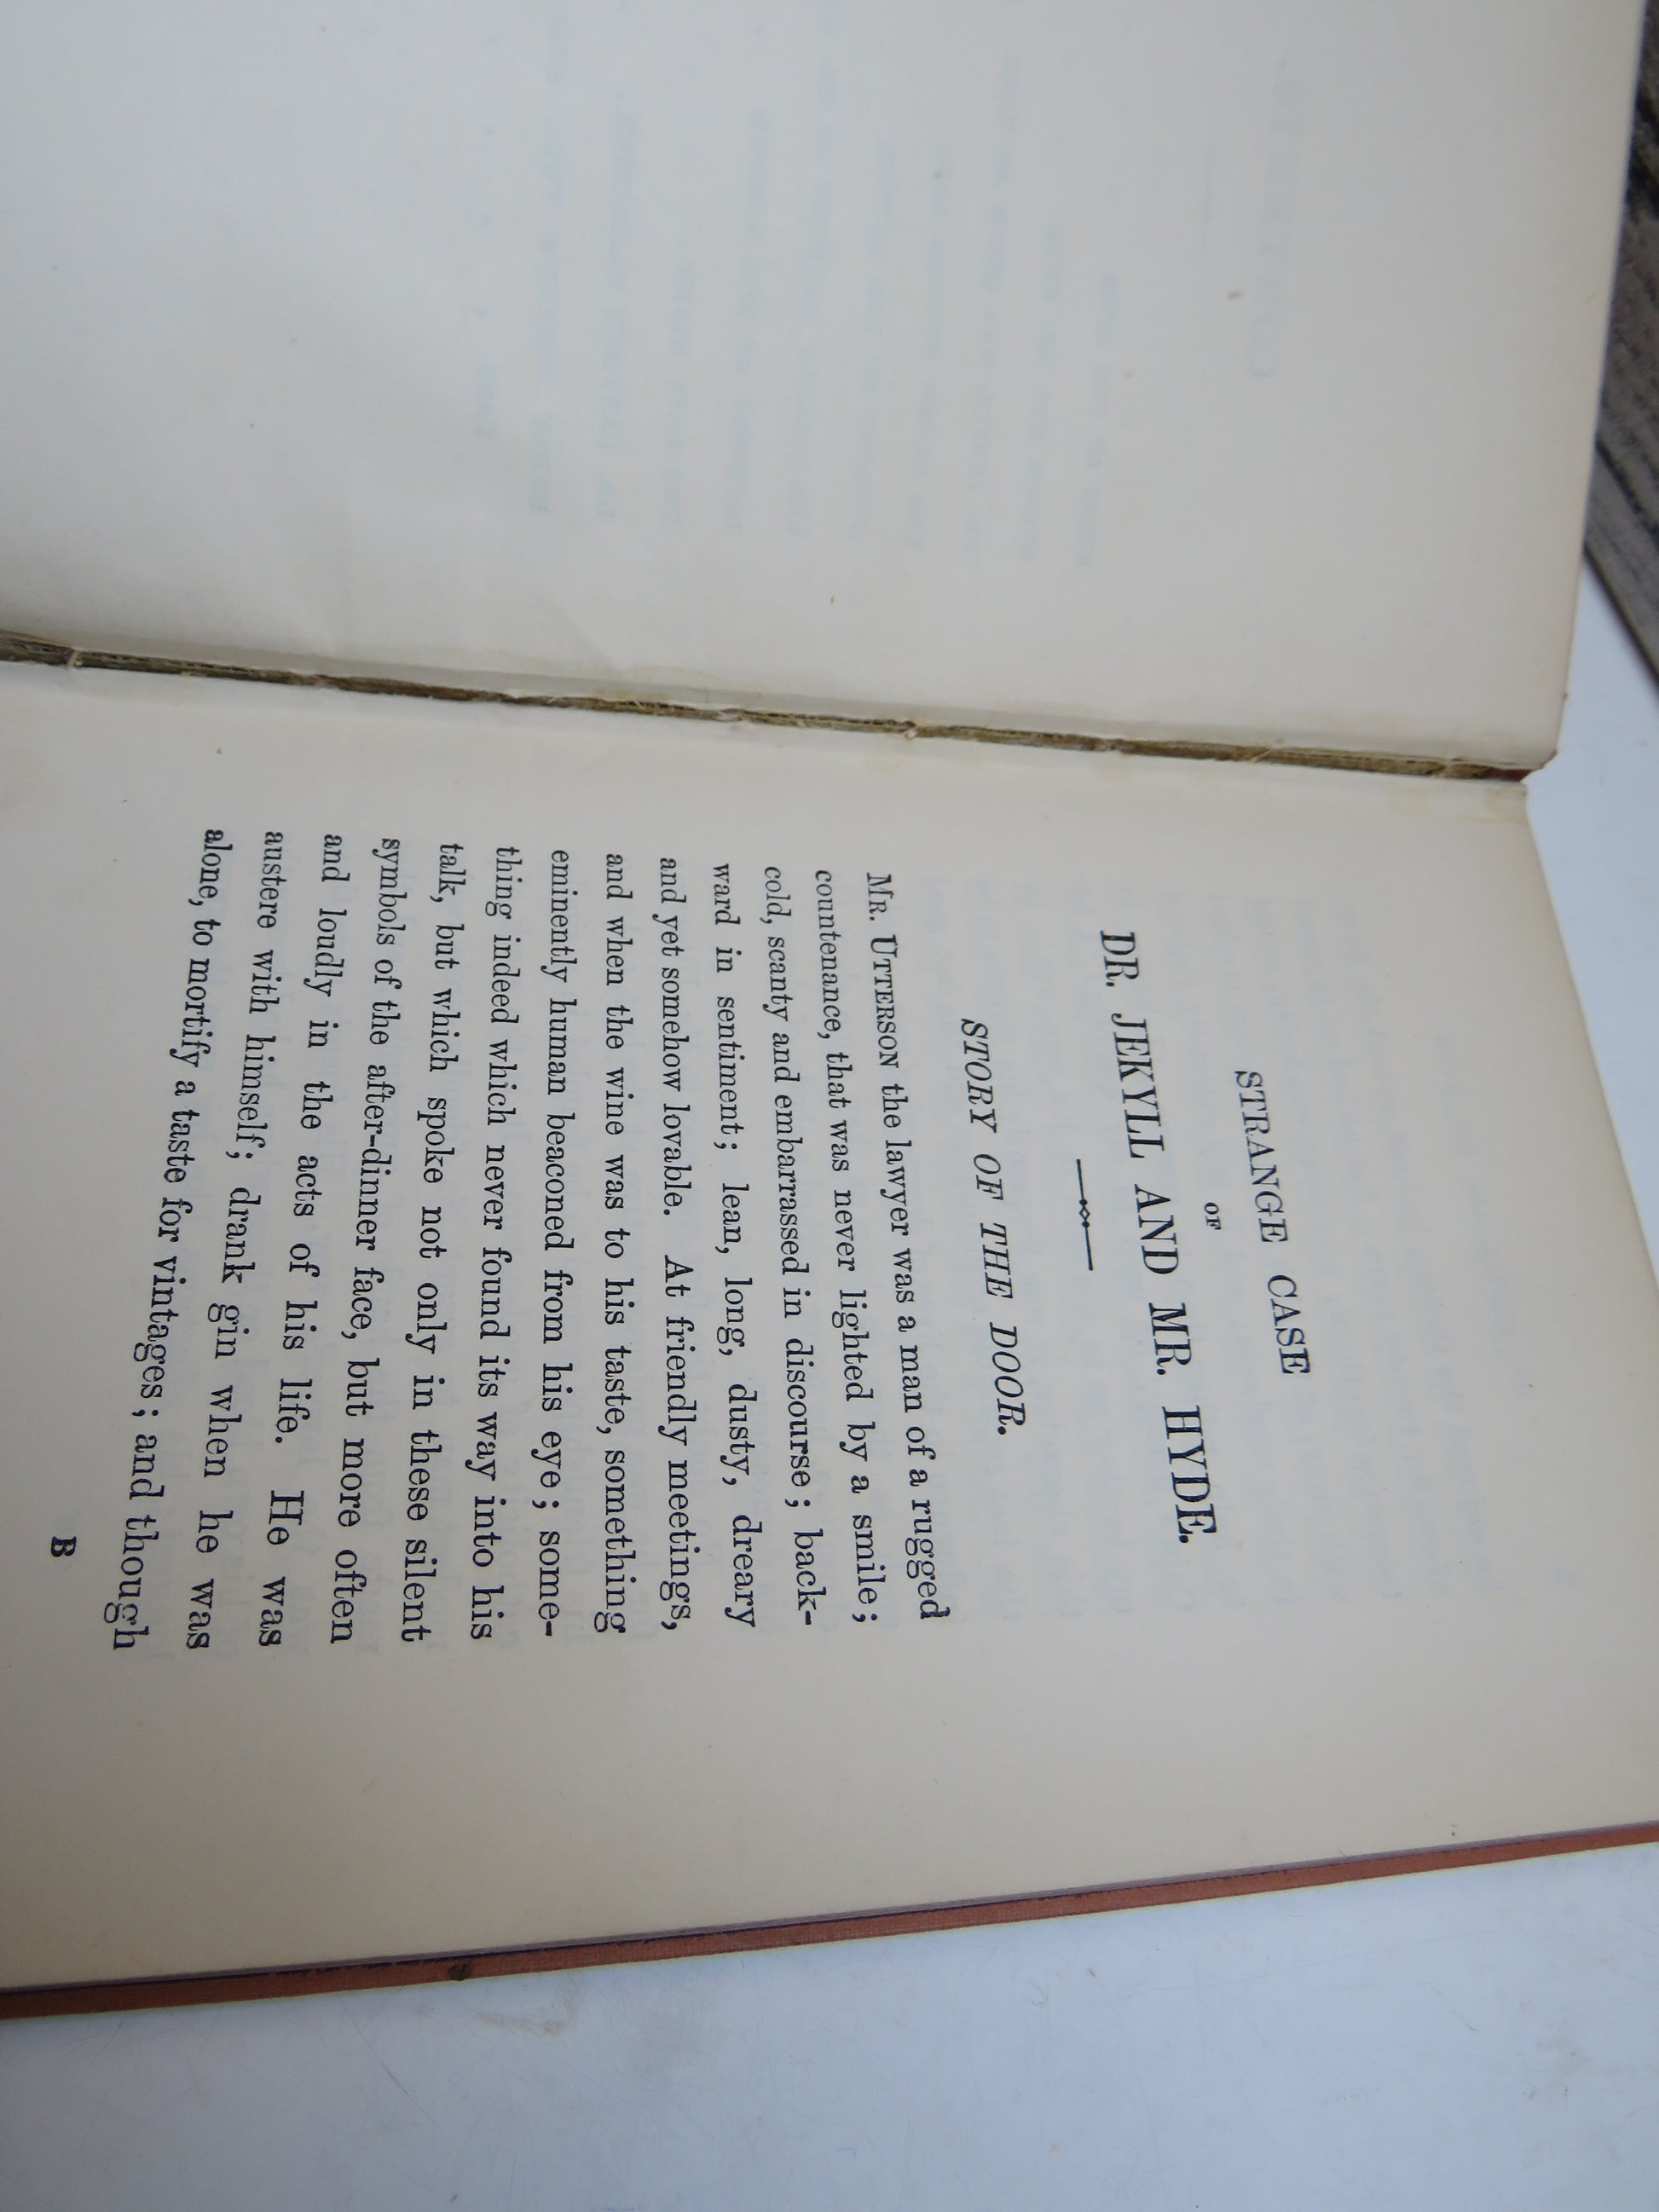 STRANGE CASE
OF
DR. JEKYLL AND MR. HYDE.
STORY OF THE DOOR.
MR. UTTERSON the lawyer was a man of a rugged
countenance, that was never lighted by a smile;
cold, scanty and embarrassed in discourse; back-
ward in sentiment; lean, long, dusty, dreary
and yet somehow lovable. At friendly meetings,
and when the wine was to his taste, something
eminently human beaconed from his eye; some-
thing indeed which never found its way into his
talk, but which spoke not only in these silent
symbols of the after-dinner face, but more often
and loudly in the acts of his life. He was
austere with himself; drank gin when he was
alone, to mortify a taste for vintages; and though
B